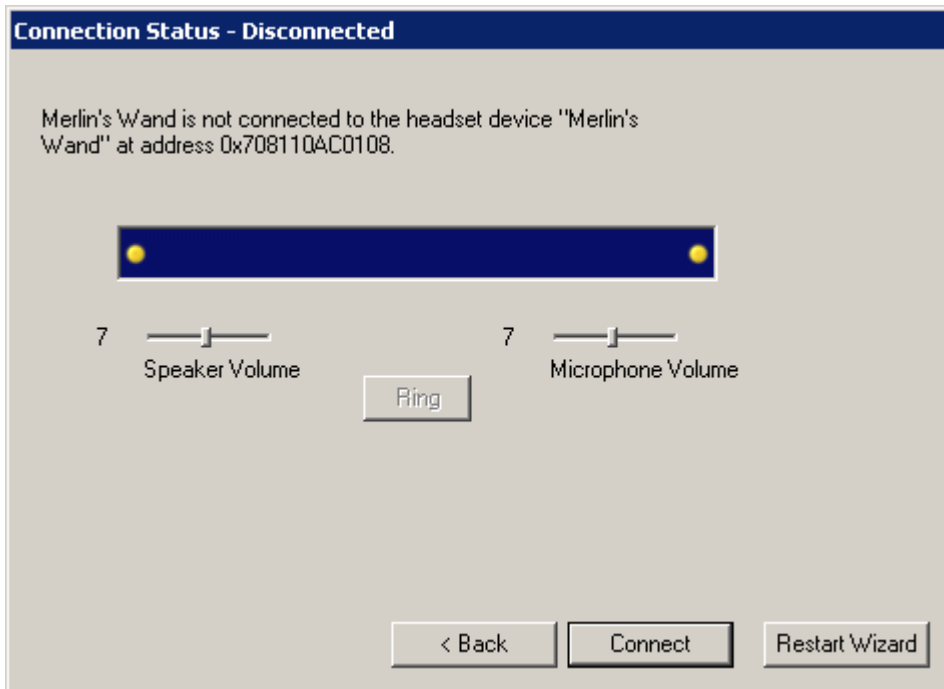 Connection Status - Disconnected
Merlin's Wand is not connected to the headset device "Merlin's
Wand" at address 0x708110AC0108.
7
7
Speaker Volume
Microphone Volume
Ring
< Back
Connect
Restart Wizard